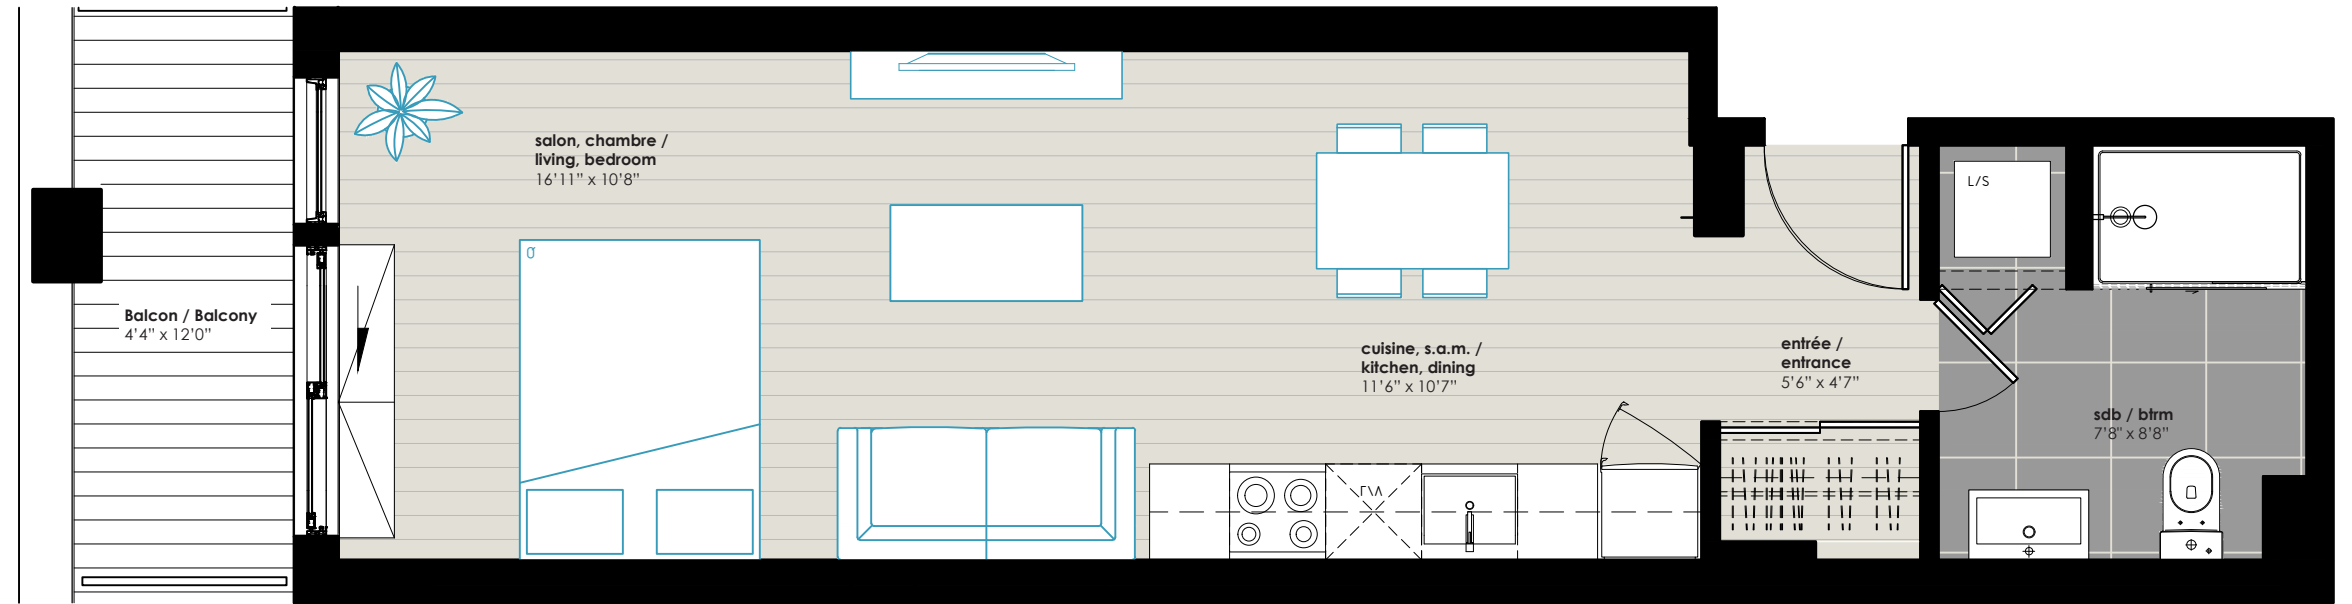 salon, chambre /
living, bedroom
16'11" x 10'8"
L/S
Balcon / Balcony
4'4" x 12'0"
cuisine, s.a.m. /
kitchen, dining
11'6" x 10'7"
entrée /
entrance
5'6" x 4'7"
sdb / btrm
7'8" x 8'8"